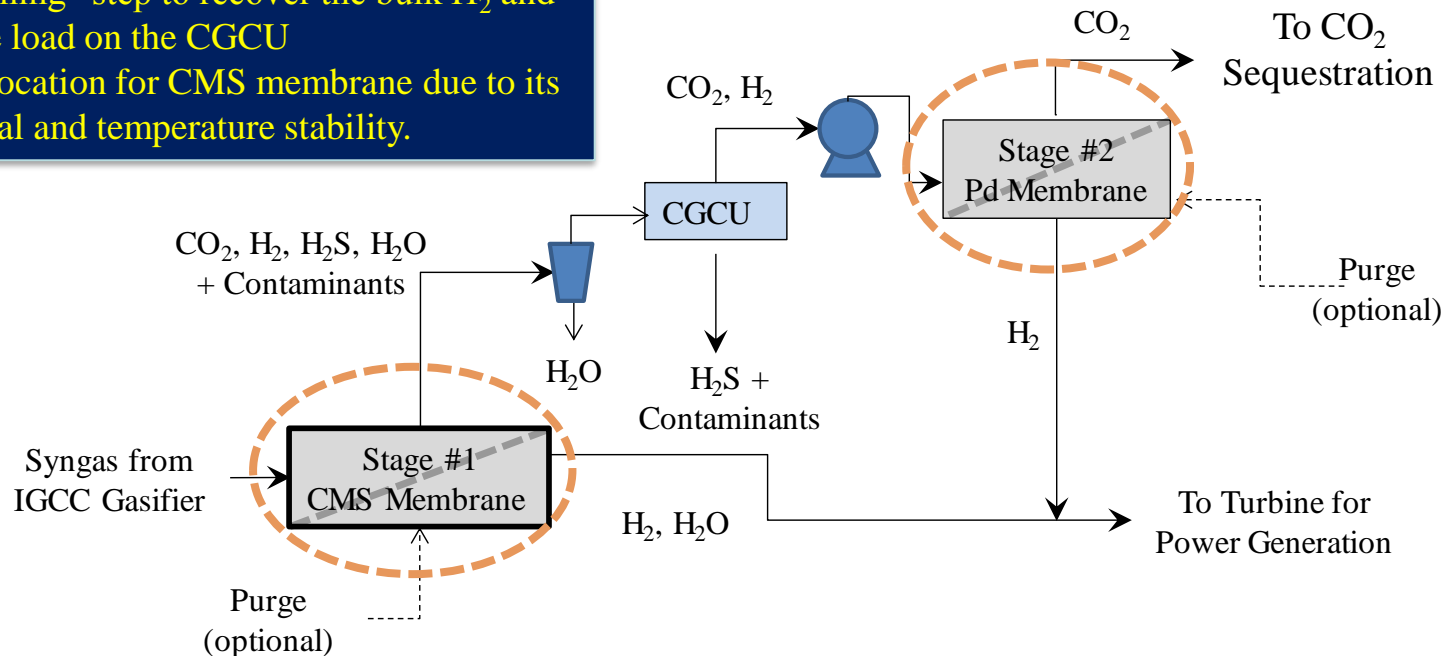 step to recover the bulk H₂ and
load on the CGCU
location for CMS membrane due to its
and temperature stability.
CO₂
To CO₂
Sequestration
CO₂, H₂
Stage #2
Pd Membrane
CGCU
CO₂, H₂, H₂S, H₂O
+ Contaminants
Purge
(optional)
H₂
H₂O
H₂S +
Contaminants
Syngas from
IGCC Gasifier
Stage #1
CMS Membrane
H₂, H₂O
To Turbine for
Power Generation
Purge
(optional)